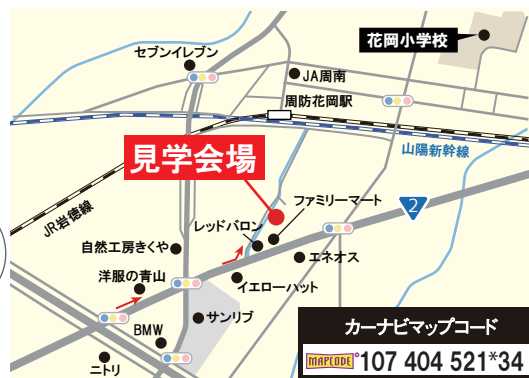 花岡小学校
セブンイレブン
JA周南
周防花岡駅
山陽新幹線
見学会場
JR岩徳線
2
ファミリーマート
レッドバロン
自然工房きくや
エネオス
洋服の青山
イエローハット
サンリブ
BMW
ニトリ
カーナビマップコード
MAPCODE 107 404 521*34